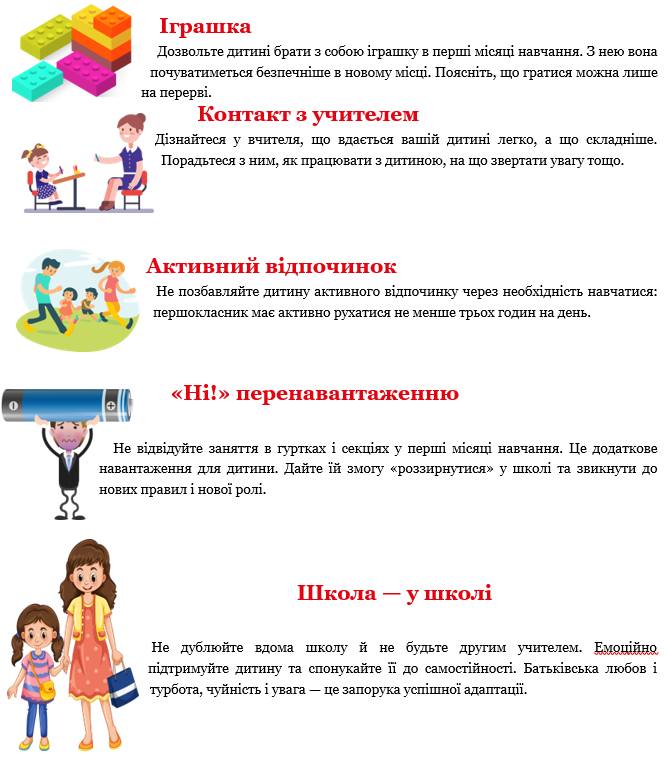 Іграшка
Дозвольте дитині брати з собою іграшку в перші місяці навчання. З нею вона
почуватиметься безпечніше в новому місці. Поясніть, що гратися можна лише
на перерві.
Контакт з учителем
Дізнайтеся у вчителя, що вдається вашій дитині легко, а що складніше.
Порадьтеся з ним, як працювати з дитиною, на що звертати увагу тощо.
Активний відпочинок
Не позбавляйте дитину активного відпочинку через необхідність навчатися:
першокласник має активно рухатися не менше трьох годин на день.
«Ні!» перенавантаженню
Не відвідуйте заняття в гуртках і секціях у перші місяці навчання. Це додаткове
навантаження для дитини. Дайте їй змогу «роззирнутися» у школі та звикнути до
нових правил і нової ролі.
Школа — у школі
Не дублюйте вдома школу й не будьте другим учителем. Емоційно
підтримуйте дитину та спонукайте її до самостійності. Батьківська любов і
турбота, чуйність і увага — це запорука успішної адаптації.